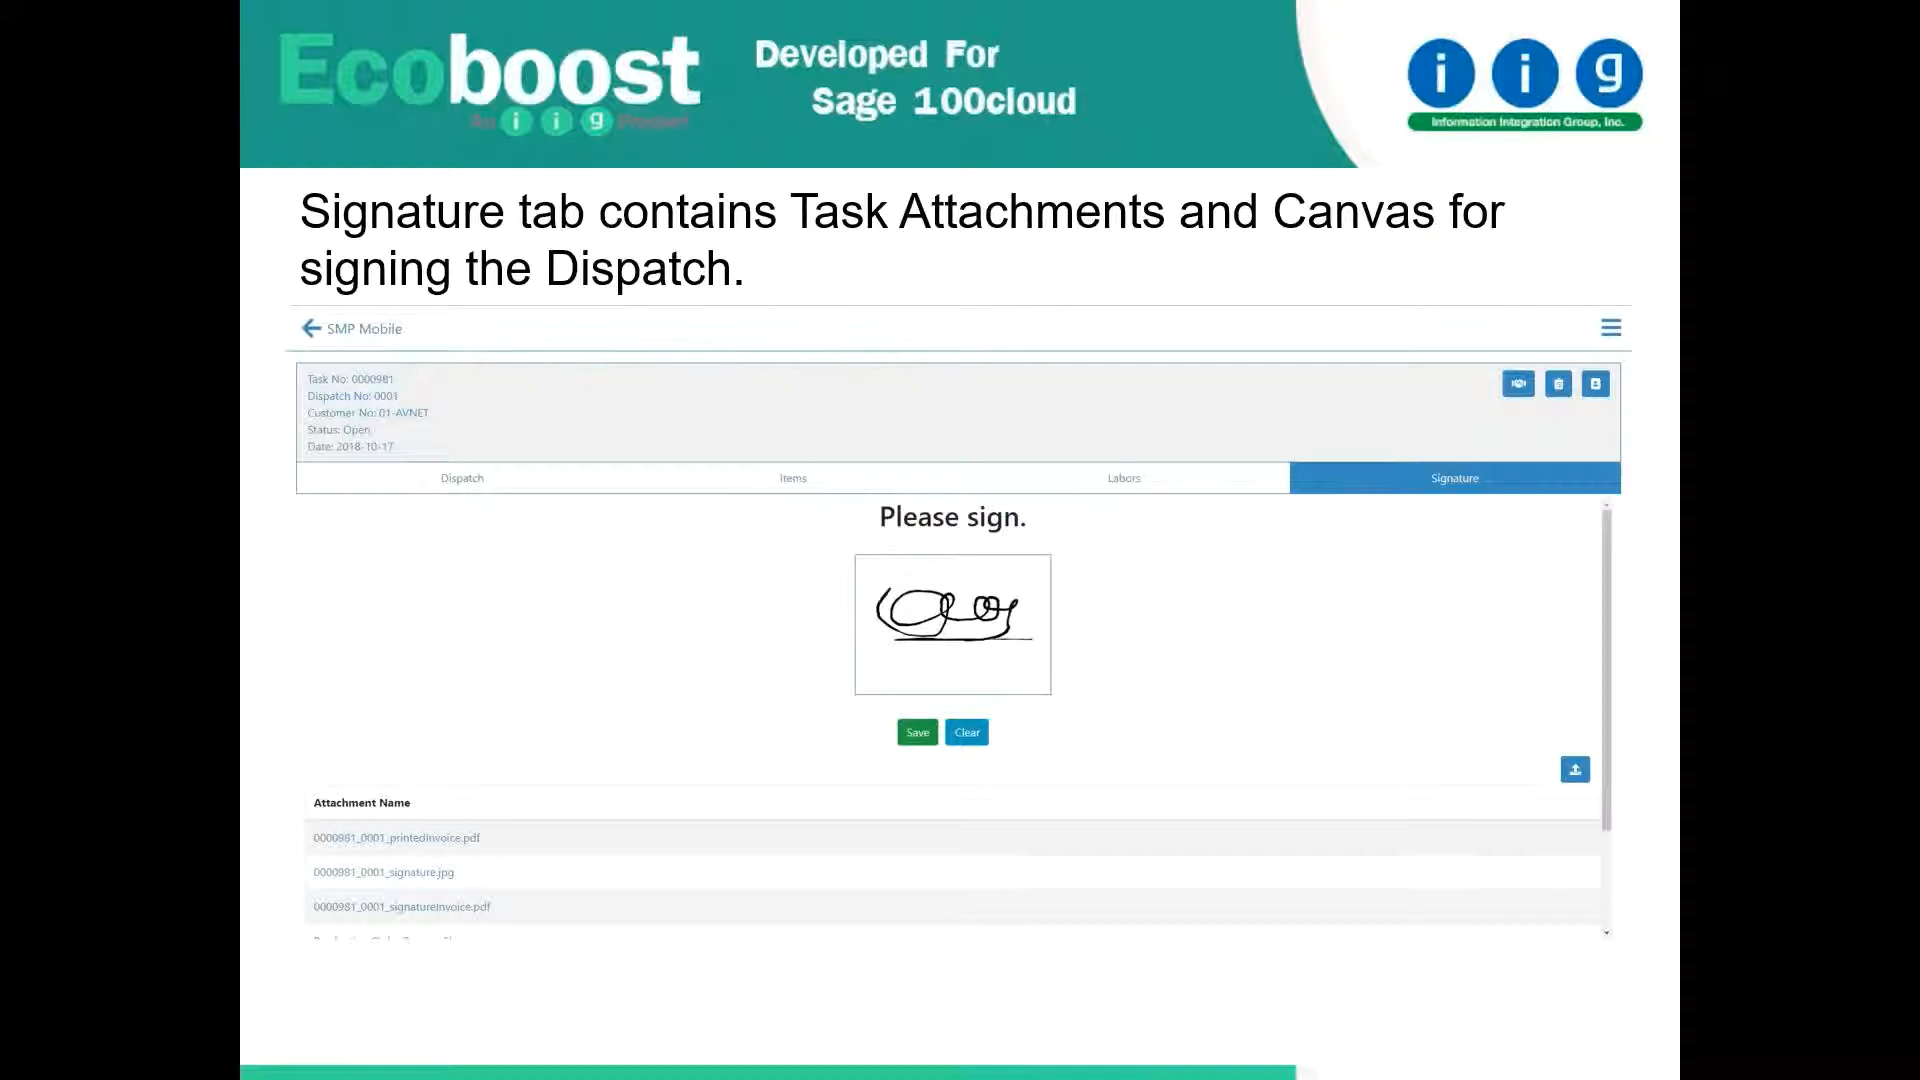 Ecoboost
An i i g Product
Developed For
Sage 100cloud
i i g
Information Integration Group, Inc.
Signature tab contains Task Attachments and Canvas for
signing the Dispatch.
SMP Mobile
Task No: 0000981
Dispatch No: 0001
Customer No: 01-AVNET
Status: Open
Date: 2018-10-17
Dispatch Items Labors Signature
Please sign.
Save Clear
Attachment Name
0000981_0001_printedInvoice.pdf
0000981_0001_signature.jpg
0000981_0001_signatureInvoice.pdf